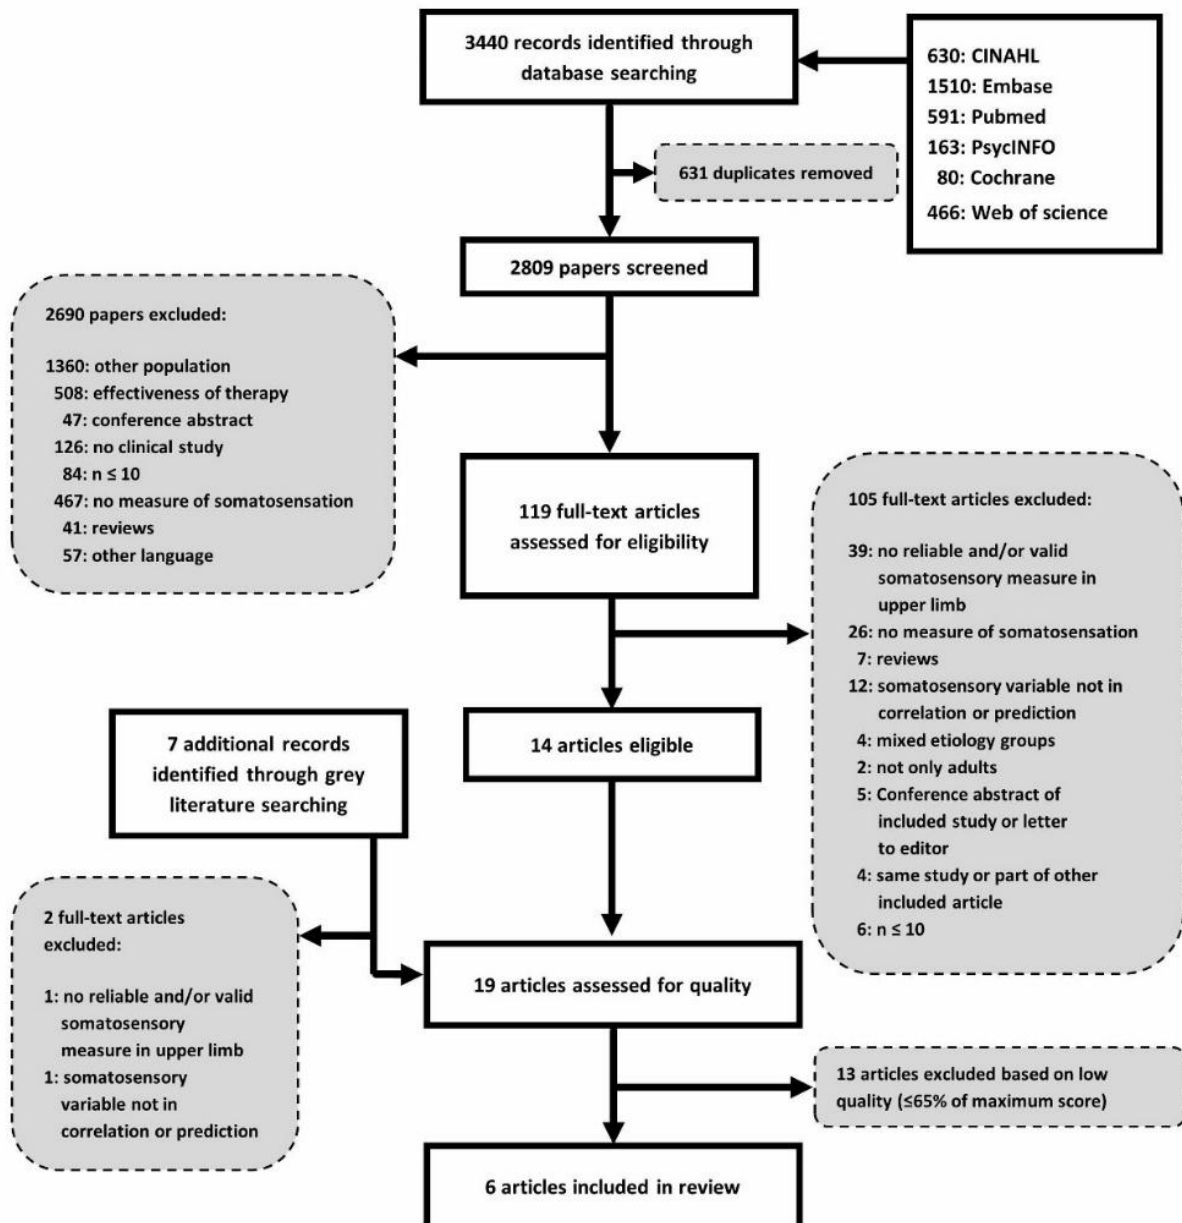 3440 records identified through
database searching
630: CINAHL
1510: Embase
591: Pubmed
163: PsycINFO
80: Cochrane
466: Web of science
631 duplicates removed
2809 papers screened
2690 papers excluded:
1360: other population
508: effectiveness of therapy
47: conference abstract
126: no clinical study
84: n ≤ 10
467: no measure of somatosensation
41: reviews
57: other language
119 full-text articles
assessed for eligibility
105 full-text articles excluded:
39: no reliable and/or valid
somatosensory measure in
upper limb
26: no measure of somatosensation
7: reviews
12: somatosensory variable not in
correlation or prediction
4: mixed etiology groups
2: not only adults
5: Conference abstract of
included study or letter
to editor
4: same study or part of other
included article
6: n ≤ 10
14 articles eligible
7 additional records
identified through grey
literature searching
2 full-text articles
excluded:
1: no reliable and/or valid
somatosensory
measure in upper limb
1: somatosensory
variable not in
correlation or prediction
19 articles assessed for quality
13 articles excluded based on low
quality (≤65% of maximum score)
6 articles included in review